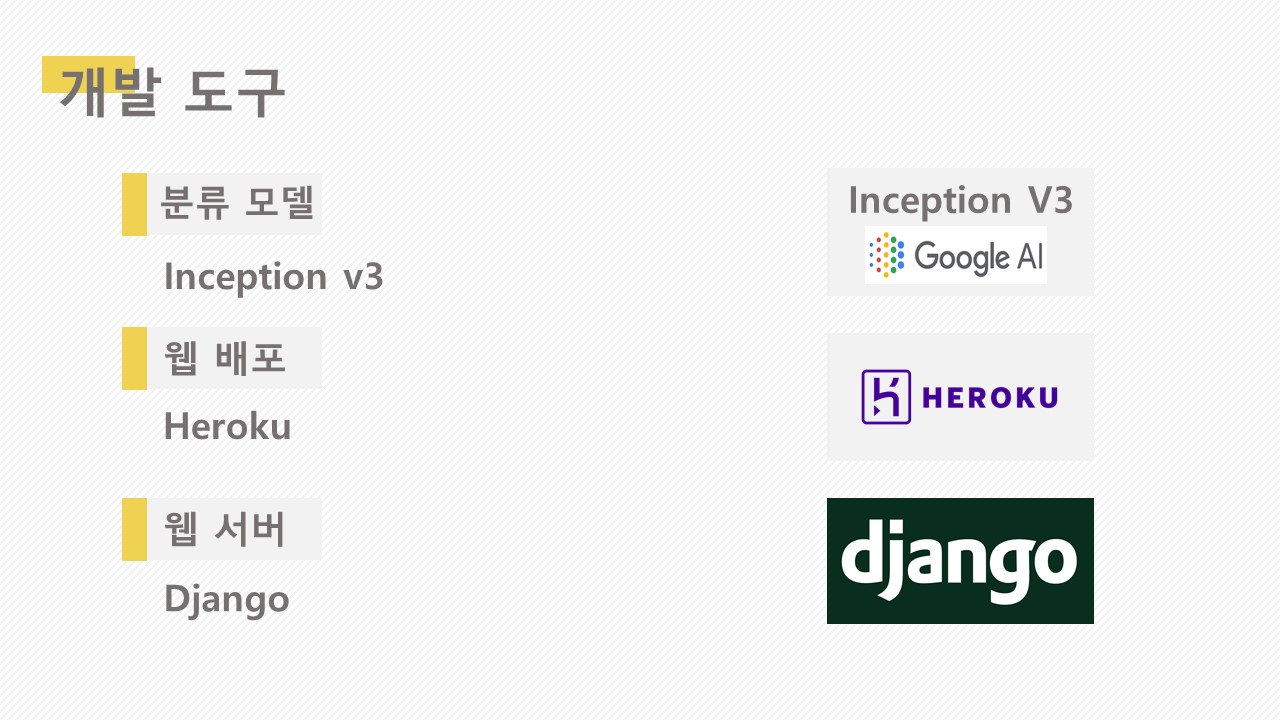 개발 도구
분류 모델
Inception v3
웹 배포
Heroku
웹 서버
Django
Inception V3
Google AI
HEROKU
django